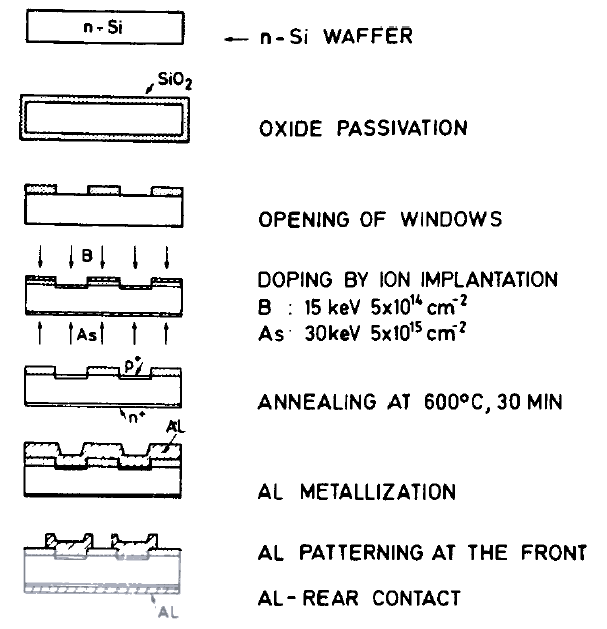 n-Si
← n-Si WAFFER
SiO2
OXIDE PASSIVATION
OPENING OF WINDOWS
B
DOPING BY ION IMPLANTATION
B : 15 keV 5x10^14 cm^-2
As: 30keV 5x10^15 cm^-2
As
p+
ANNEALING AT 600°C, 30 MIN
n+
AL
AL METALLIZATION
AL PATTERNING AT THE FRONT
AL-REAR CONTACT
AL